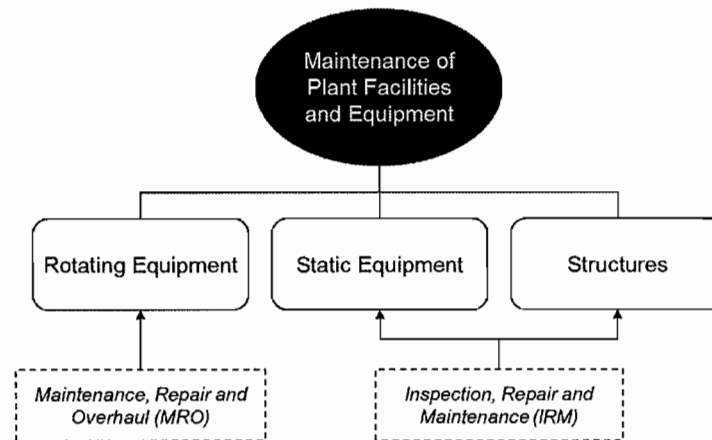 Maintenance of
Plant Facilities
and Equipment
Rotating Equipment
Static Equipment
Structures
Maintenance, Repair and
Overhaul (MRO)
Inspection, Repair and
Maintenance (IRM)